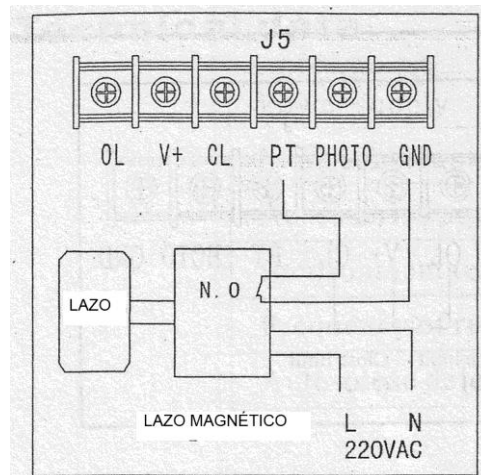 J5
OL V+ CL PT PHOTO GND
N.O
LAZO
LAZO MAGNÉTICO
L N
220VAC